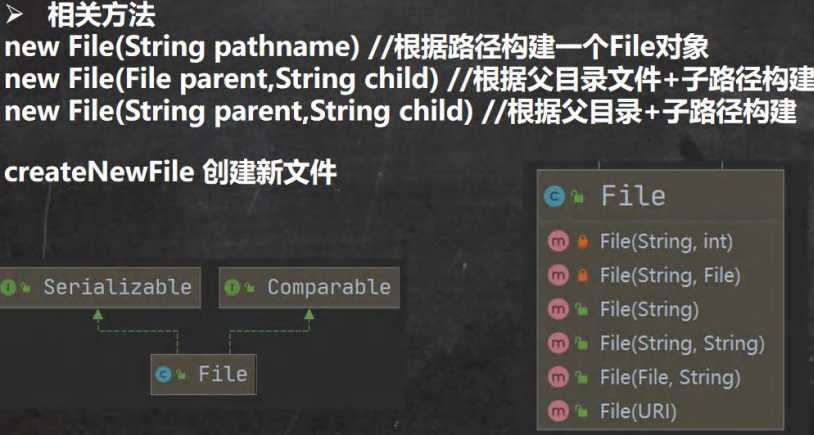 ➤ 相关方法
new File(String pathname) //根据路径构建一个File对象
new File(File parent,String child) //根据父目录文件+子路径构建
new File(String parent,String child) //根据父目录+子路径构建
createNewFile 创建新文件
Serializable
Comparable
File
File
File(String, int)
File(String, File)
File(String)
File(String, String)
File(File, String)
File(URI)